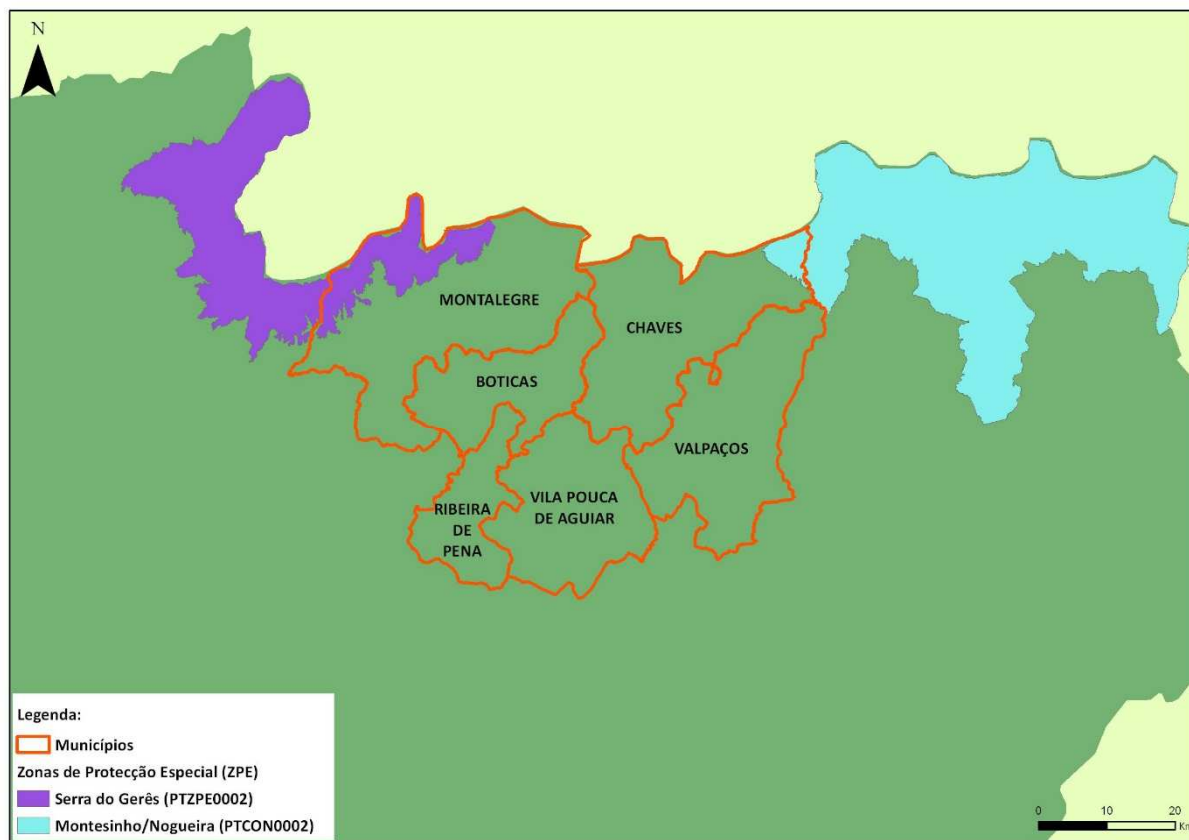 N
MONTALEGRE
CHAVES
BOTICAS
VALPAÇOS
VILA POUCA
DE AGUIAR
RIBEIRA
DE
PENA
Legenda:
Municípios
Zonas de Protecção Especial (ZPE)
Serra do Gerês (PTZPE0002)
Montesinho/Nogueira (PTCON0002)
0 10 20
Km